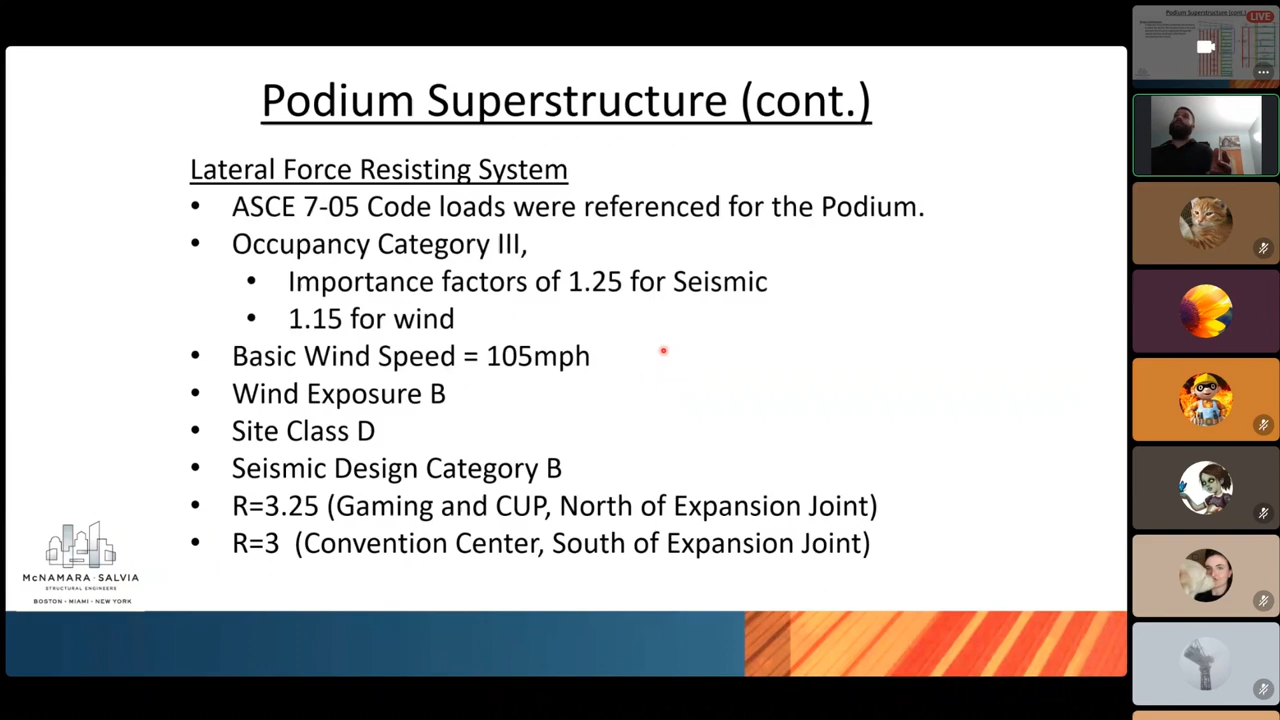 Podium Superstructure (cont.)
Lateral Force Resisting System
• ASCE 7-05 Code loads were referenced for the Podium.
• Occupancy Category III,
• Importance factors of 1.25 for Seismic
• 1.15 for wind
• Basic Wind Speed = 105mph
• Wind Exposure B
• Site Class D
• Seismic Design Category B
• R=3.25 (Gaming and CUP, North of Expansion Joint)
• R=3 (Convention Center, South of Expansion Joint)
McNAMARA · SALVIA
STRUCTURAL ENGINEERS
BOSTON • MIAMI • NEW YORK
Podium Superstructure (cont.)
LIVE